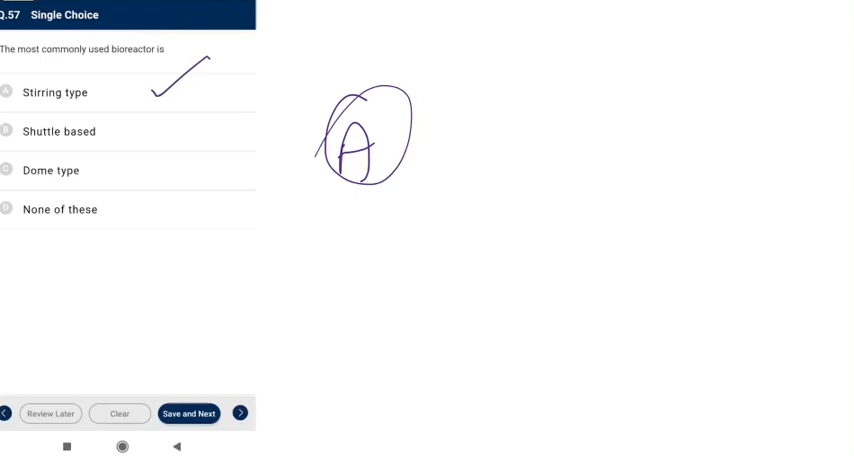 Q.57 Single Choice
The most commonly used bioreactor is
A Stirring type
B Shuttle based
C Dome type
D None of these
A
Review Later Clear Save and Next